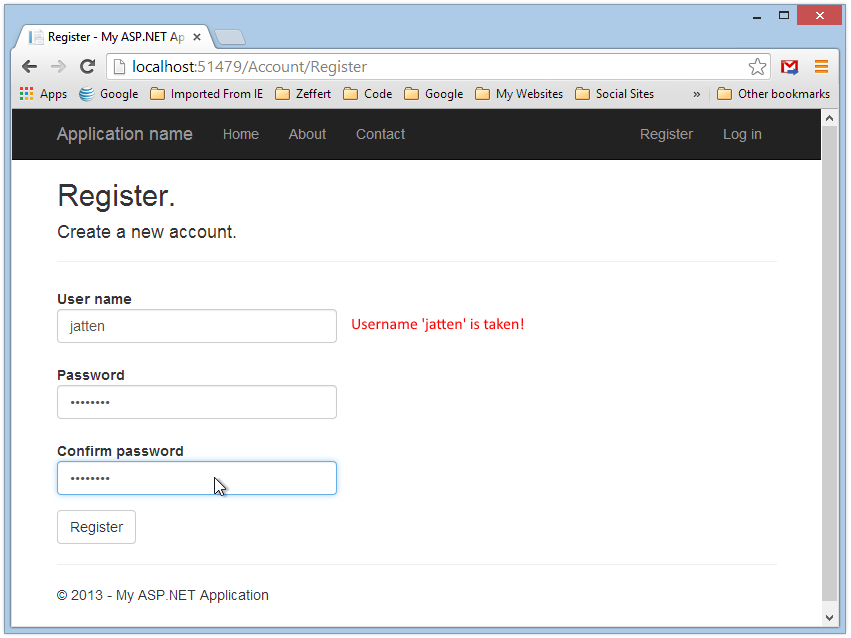 Register - My ASP.NET Ap
localhost:51479/Account/Register
Apps Google Imported From IE Zeffert Code Google My Websites Social Sites » Other bookmarks
Application name Home About Contact Register Log in
Register.
Create a new account.
User name
jatten Username 'jatten' is taken!
Password
••••••••
Confirm password
••••••••
Register
© 2013 - My ASP.NET Application